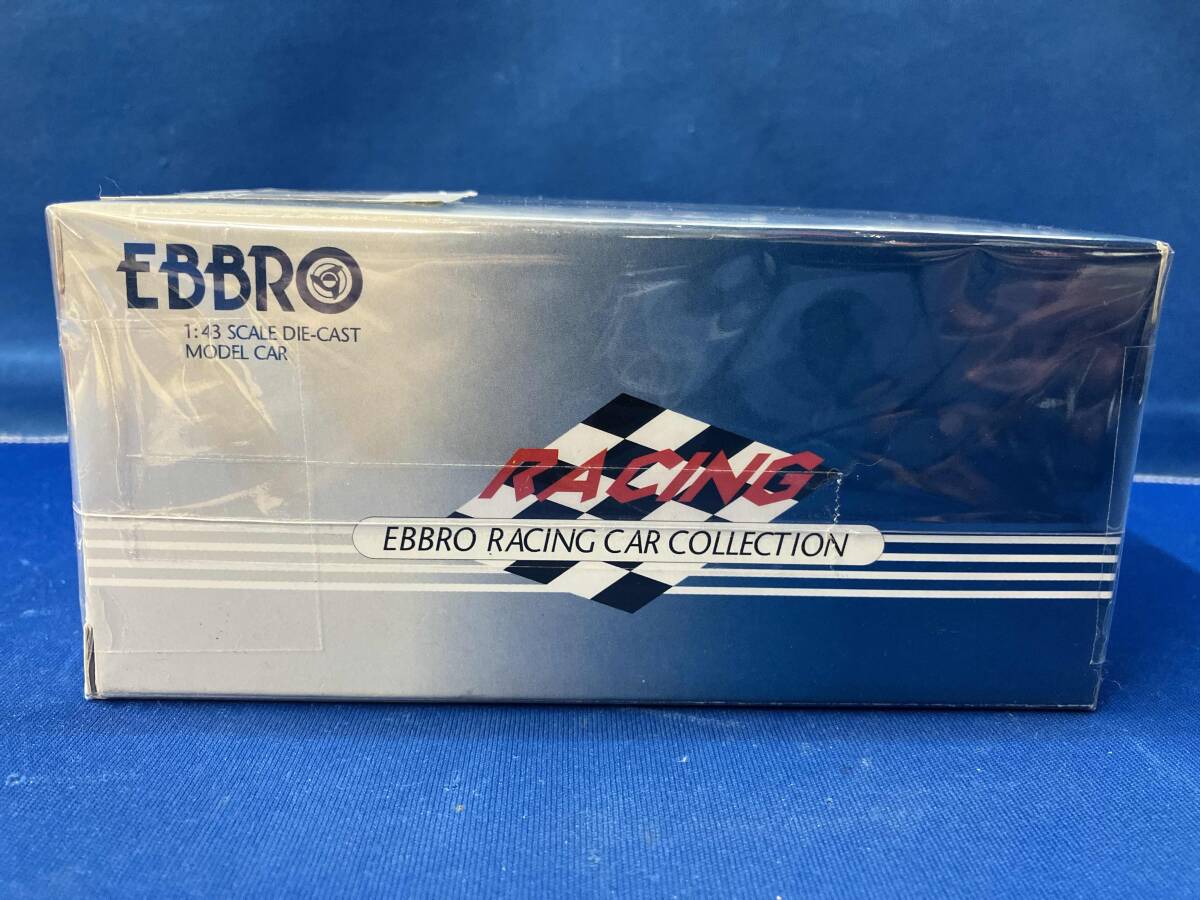 EBBRO
1:43 SCALE DIE-CAST
MODEL CAR
RACING
EBBRO RACING CAR COLLECTION